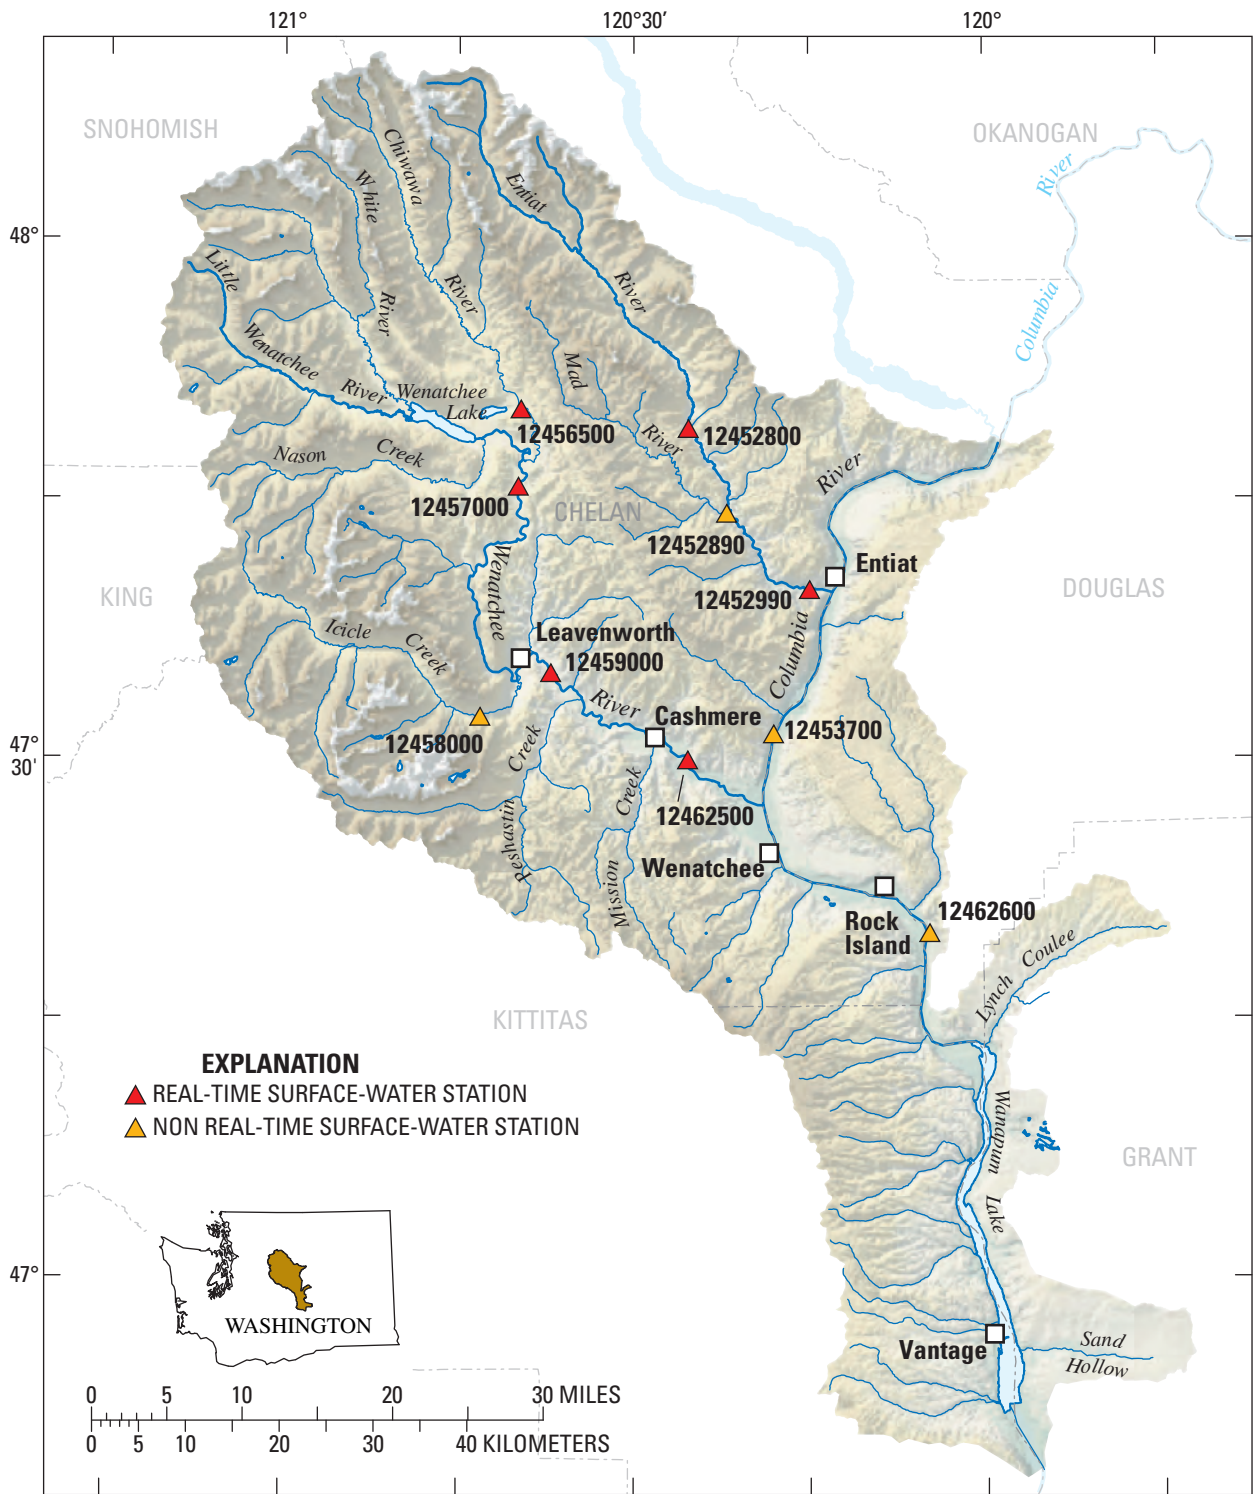 121°
120°30'
120°
SNOHOMISH
OKANOGAN
River
Chiwawa
White
Entiat
48°
Little
River
River
River
Columbia
Wenatchee
River
Mad
Wenatchee
Lake
12456500
River
12452800
Nason
Creek
River
12457000
CHELAN
12452890
Entiat
Wenatchee
KING
12452990
DOUGLAS
Icicle
Creek
Leavenworth
12459000
Columbia
River
Cashmere
12453700
12458000
47°
30'
Creek
Creek
12462500
Peshastin
Wenatchee
Mission
12462600
Rock
Island
Lynch Coulee
KITTITAS
EXPLANATION
REAL-TIME SURFACE-WATER STATION
NON REAL-TIME SURFACE-WATER STATION
Wanapum
Lake
GRANT
47°
WASHINGTON
Vantage
Sand
Hollow
0 5 10 20 30 MILES
0 5 10 20 30 40 KILOMETERS